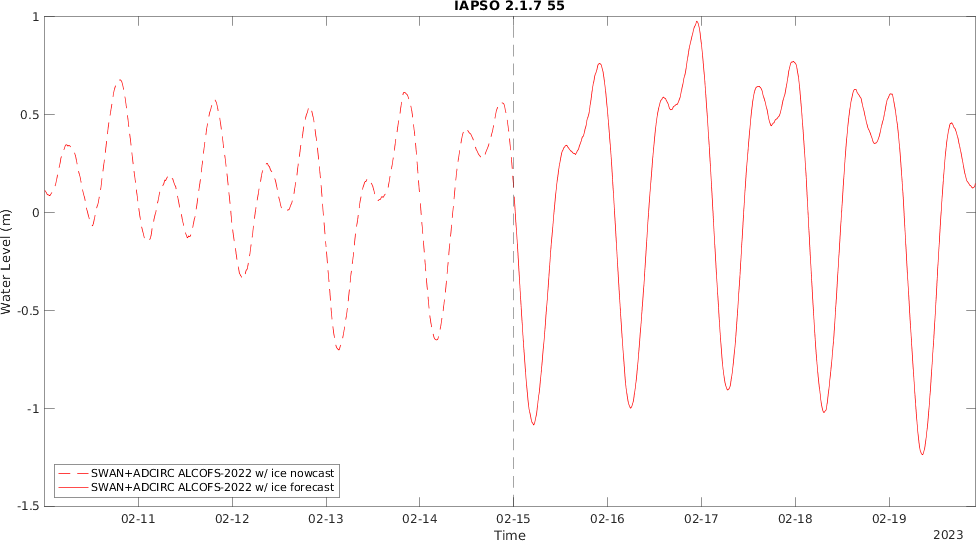 IAPSO 2.1.7 55
1
0.5
0
-0.5
-1
-1.5
Water Level (m)
SWAN+ADCIRC ALCOFS-2022 w/ ice nowcast
SWAN+ADCIRC ALCOFS-2022 w/ ice forecast
02-11 02-12 02-13 02-14 02-15 02-16 02-17 02-18 02-19
Time
2023